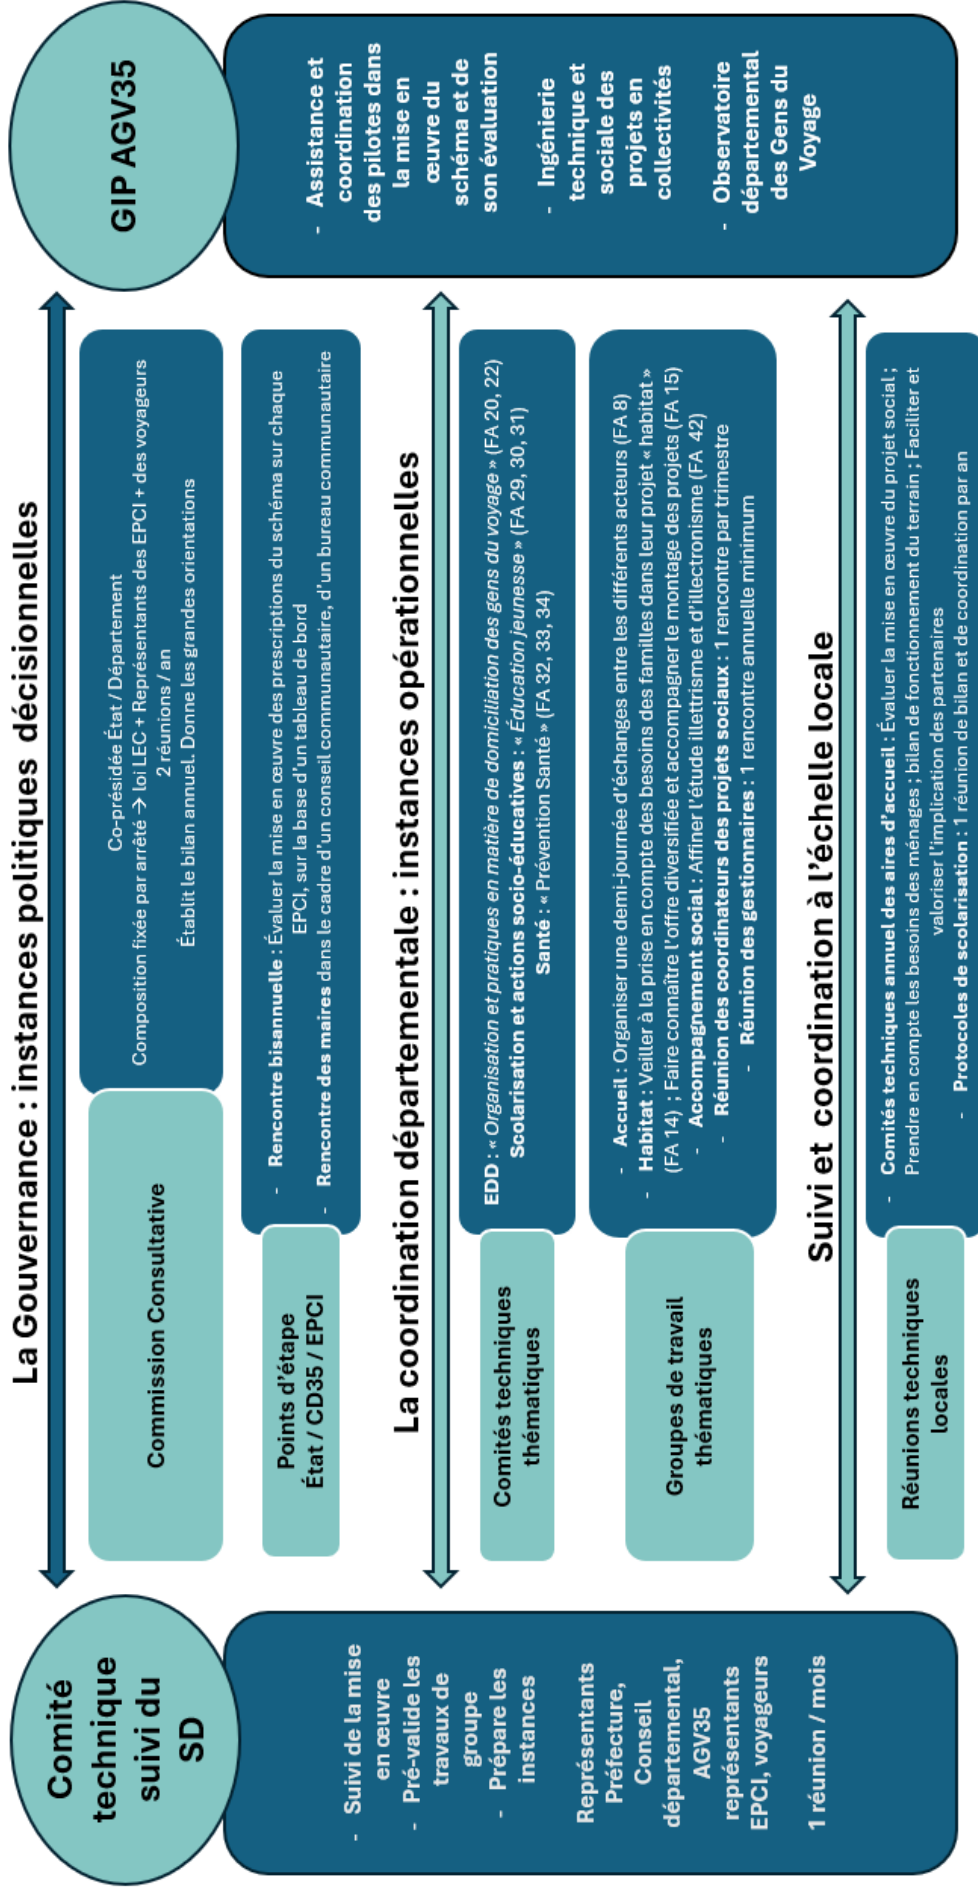 Comité
technique
suivi du
SD
- Suivi de la mise
en œuvre
- Pré-valide les
travaux de
groupe
- Prépare les
instances
Représentants
Préfecture,
Conseil
départemental,
AGV35
représentants
EPCI, voyageurs
1 réunion / mois
La Gouvernance : instances politiques décisionnelles
Commission Consultative
Co-présidée État / Département
Composition fixée par arrêté → loi LEC + Représentants des EPCI + des voyageurs
2 réunions / an
Établit le bilan annuel. Donne les grandes orientations
Points d’étape
État / CD35 / EPCI
- Rencontre bisannuelle : Évaluer la mise en œuvre des prescriptions du schéma sur chaque
EPCI, sur la base d’un tableau de bord
- Rencontre des maires dans le cadre d’un conseil communautaire, d’un bureau communautaire
La coordination départementale : instances opérationnelles
Comités techniques
thématiques
EDD : « Organisation et pratiques en matière de domiciliation des gens du voyage » (FA 20, 22)
Scolarisation et actions socio-éducatives : « Éducation jeunesse » (FA 29, 30, 31)
Santé : « Prévention Santé » (FA 32, 33, 34)
Groupes de travail
thématiques
- Accueil : Organiser une demi-journée d’échanges entre les différents acteurs (FA 8)
- Habitat : Veiller à la prise en compte des besoins des familles dans leur projet « habitat »
(FA 14) ; Faire connaître l’offre diversifiée et accompagner le montage des projets (FA 15)
- Accompagnement social : Affiner l’étude illettrisme et d’illectronisme (FA 42)
- Réunion des coordinateurs des projets sociaux : 1 rencontre par trimestre
- Réunion des gestionnaires : 1 rencontre annuelle minimum
Suivi et coordination à l’échelle locale
Réunions techniques
locales
- Comités techniques annuel des aires d’accueil : Évaluer la mise en œuvre du projet social ;
Prendre en compte les besoins des ménages ; bilan de fonctionnement du terrain ; Faciliter et
valoriser l’implication des partenaires
- Protocoles de scolarisation : 1 réunion de bilan et de coordination par an
GIP AGV35
- Assistance et
coordination
des pilotes dans
la mise en
œuvre du
schéma et de
son évaluation
- Ingénierie
technique et
sociale des
projets en
collectivités
- Observatoire
départemental
des Gens du
Voyage